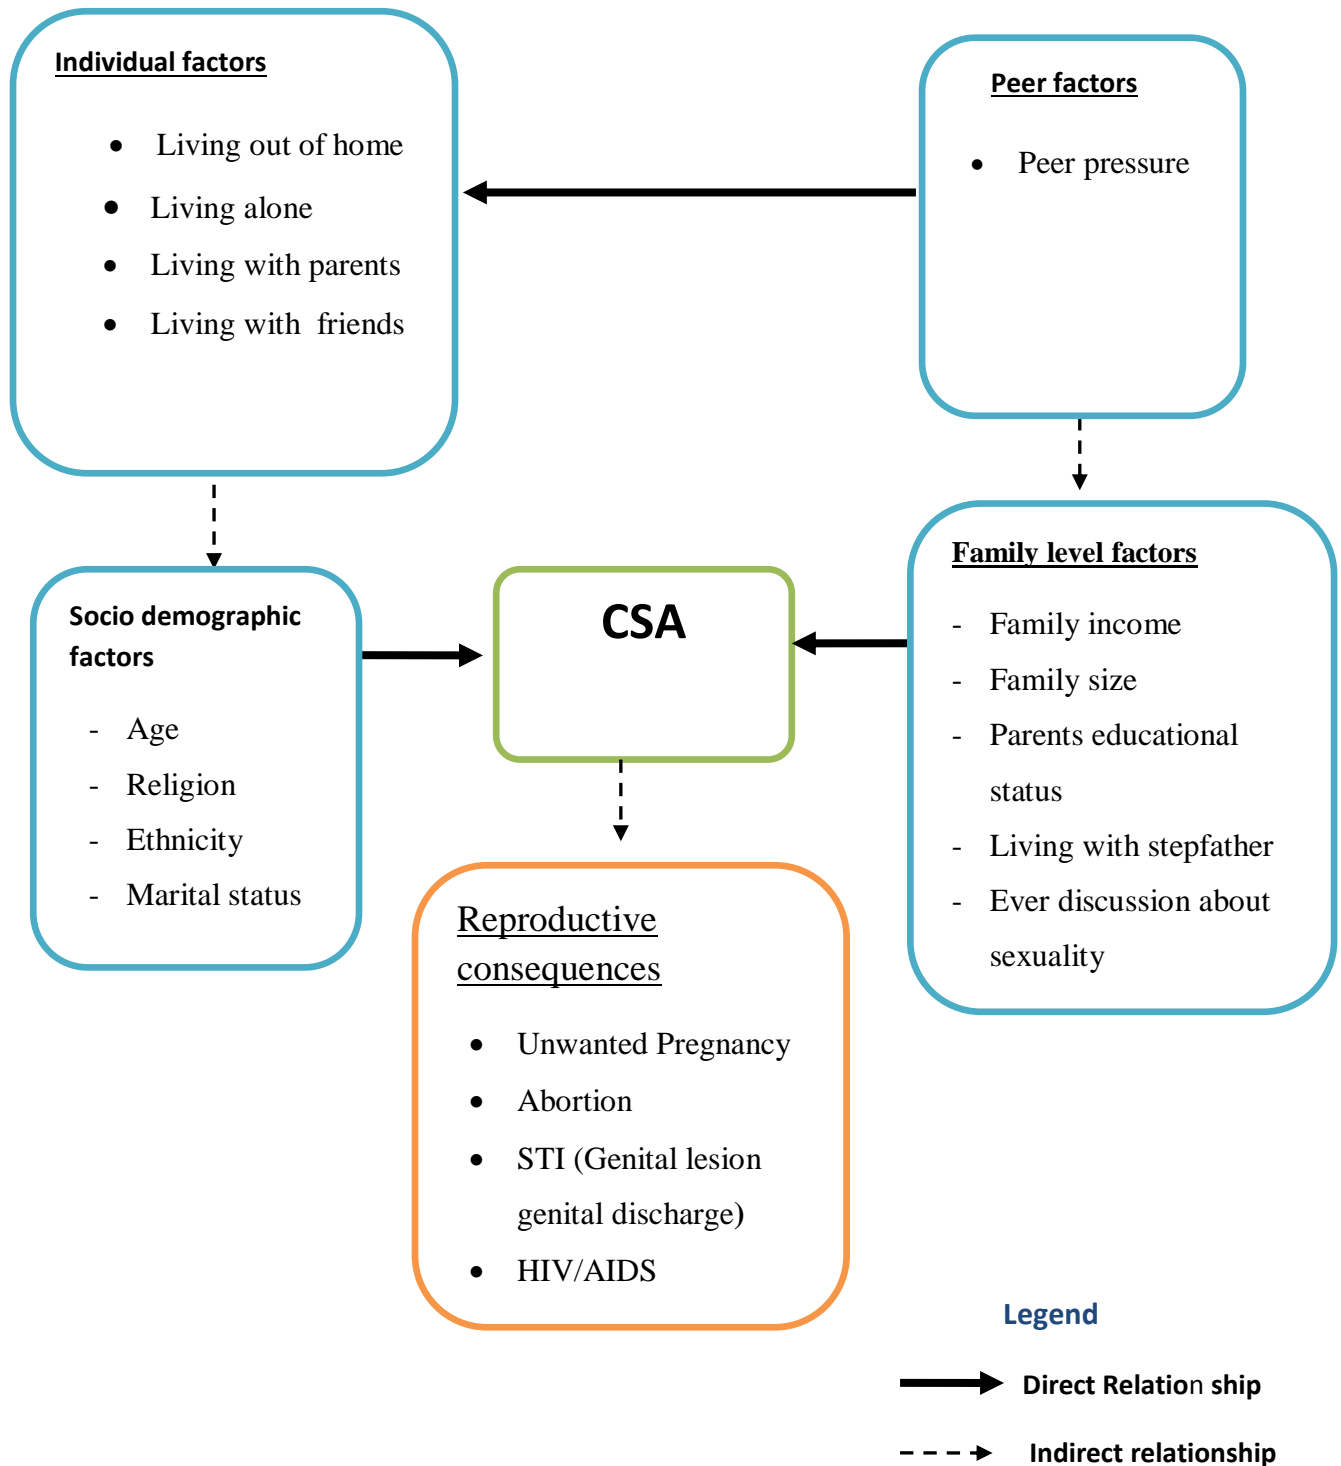 Individual factors
• Living out of home
• Living alone
• Living with parents
• Living with friends
Peer factors
• Peer pressure
Socio demographic
factors
- Age
- Religion
- Ethnicity
- Marital status
CSA
Family level factors
- Family income
- Family size
- Parents educational
status
- Living with stepfather
- Ever discussion about
sexuality
Reproductive
consequences
• Unwanted Pregnancy
• Abortion
• STI (Genital lesion
genital discharge)
• HIV/AIDS
Legend
Direct Relation ship
Indirect relationship